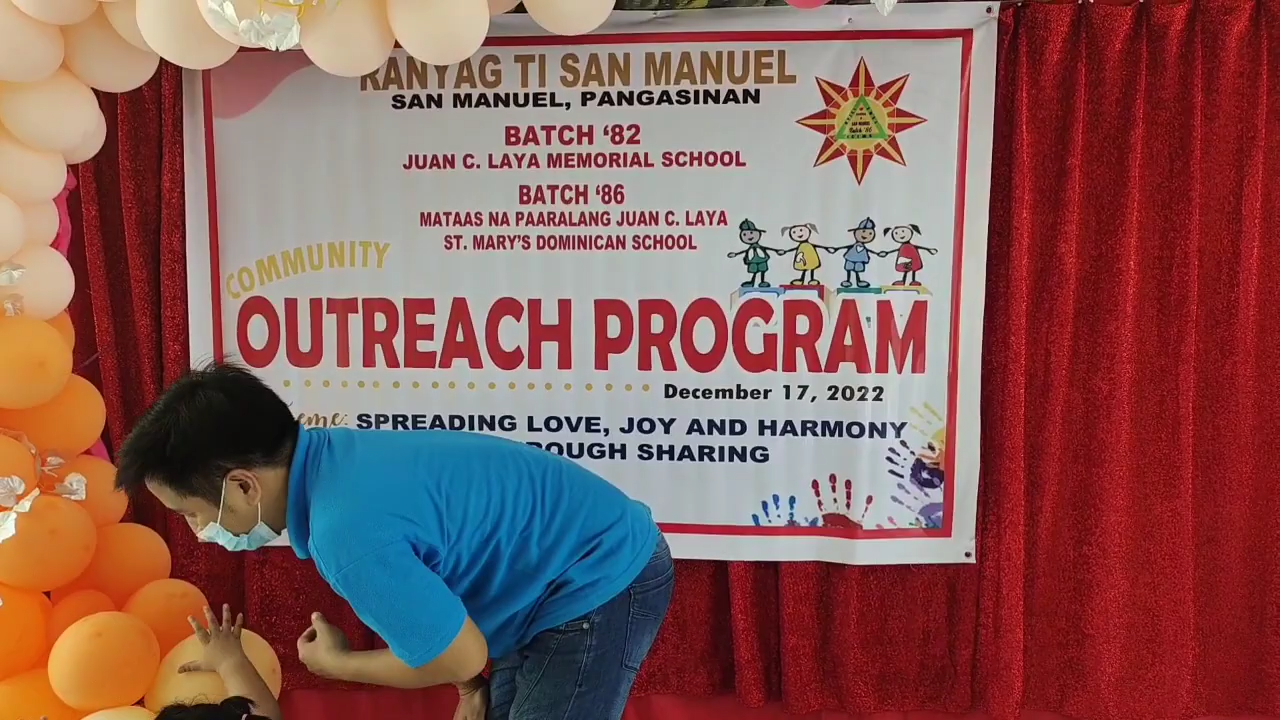 RANYAG TI SAN MANUEL
SAN MANUEL, PANGASINAN
BATCH ‘82
JUAN C. LAYA MEMORIAL SCHOOL
BATCH ‘86
MATAAS NA PAARALANG JUAN C. LAYA
ST. MARY'S DOMINICAN SCHOOL
COMMUNITY
OUTREACH PROGRAM
December 17, 2022
SPREADING LOVE, JOY AND HARMONY
SHARING